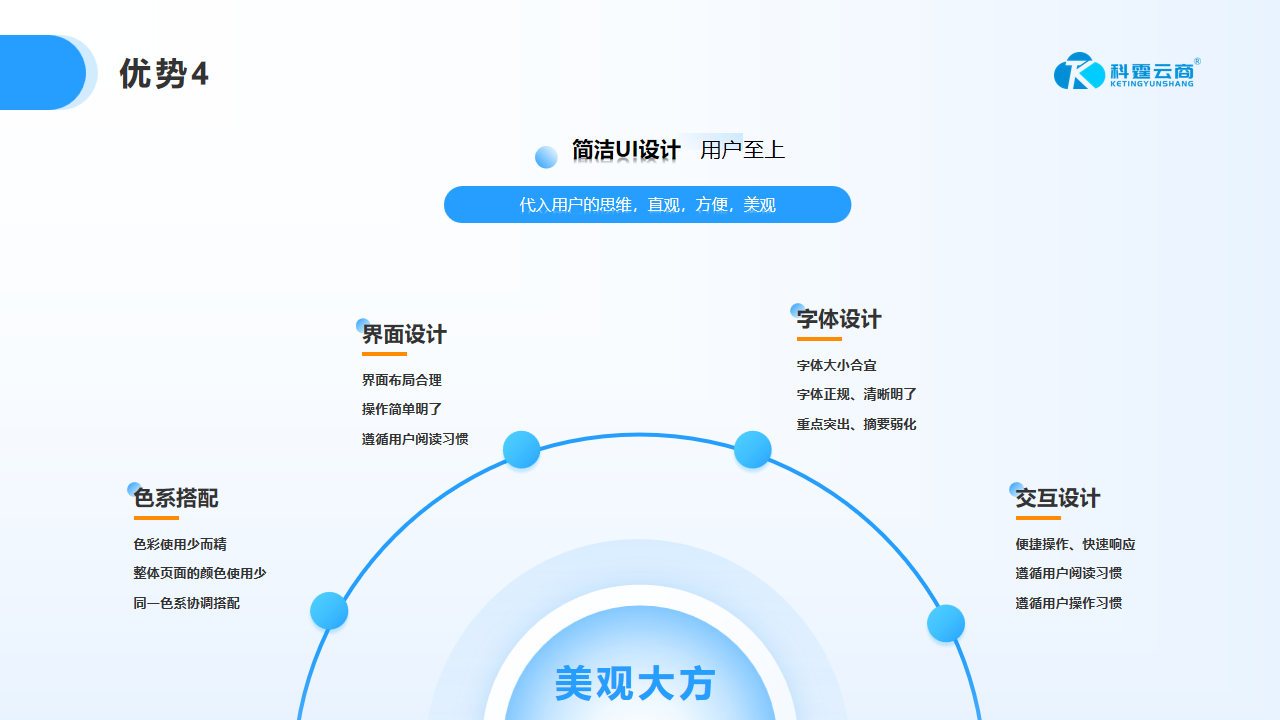 优势4
科霆云商®
KETINGYUNSHANG
简洁UI设计 用户至上
代入用户的思维，直观，方便，美观
界面设计
界面布局合理
操作简单明了
遵循用户阅读习惯
字体设计
字体大小合宜
字体正规、清晰明了
重点突出、摘要弱化
色系搭配
色彩使用少而精
整体页面的颜色使用少
同一色系协调搭配
交互设计
便捷操作、快速响应
遵循用户阅读习惯
遵循用户操作习惯
美观大方